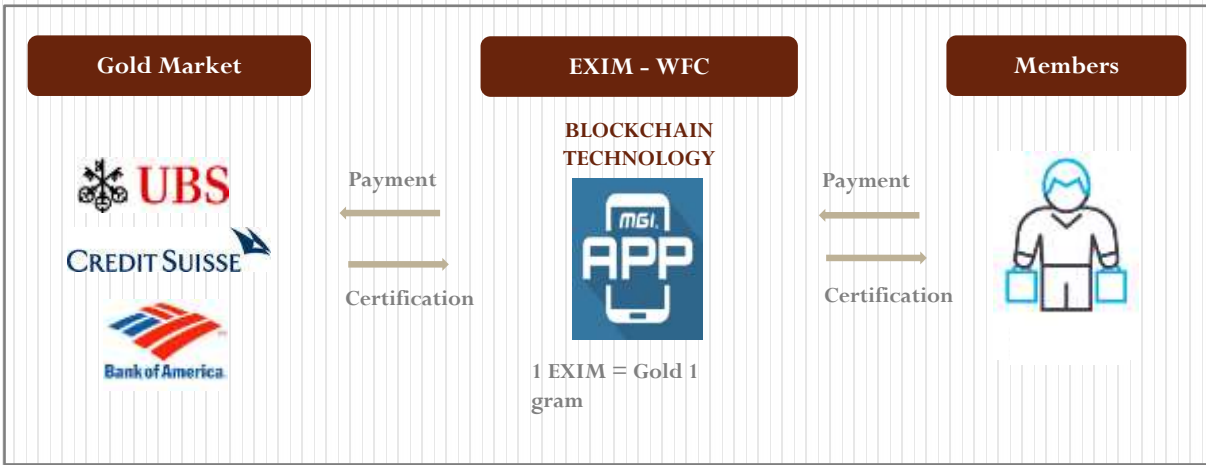 Gold Market
EXIM - WFC
Members
BLOCKCHAIN
TECHNOLOGY
UBS
CREDIT SUISSE
Bank of America
Payment
Certification
MGI.
APP
1 EXIM = Gold 1
gram
Payment
Certification